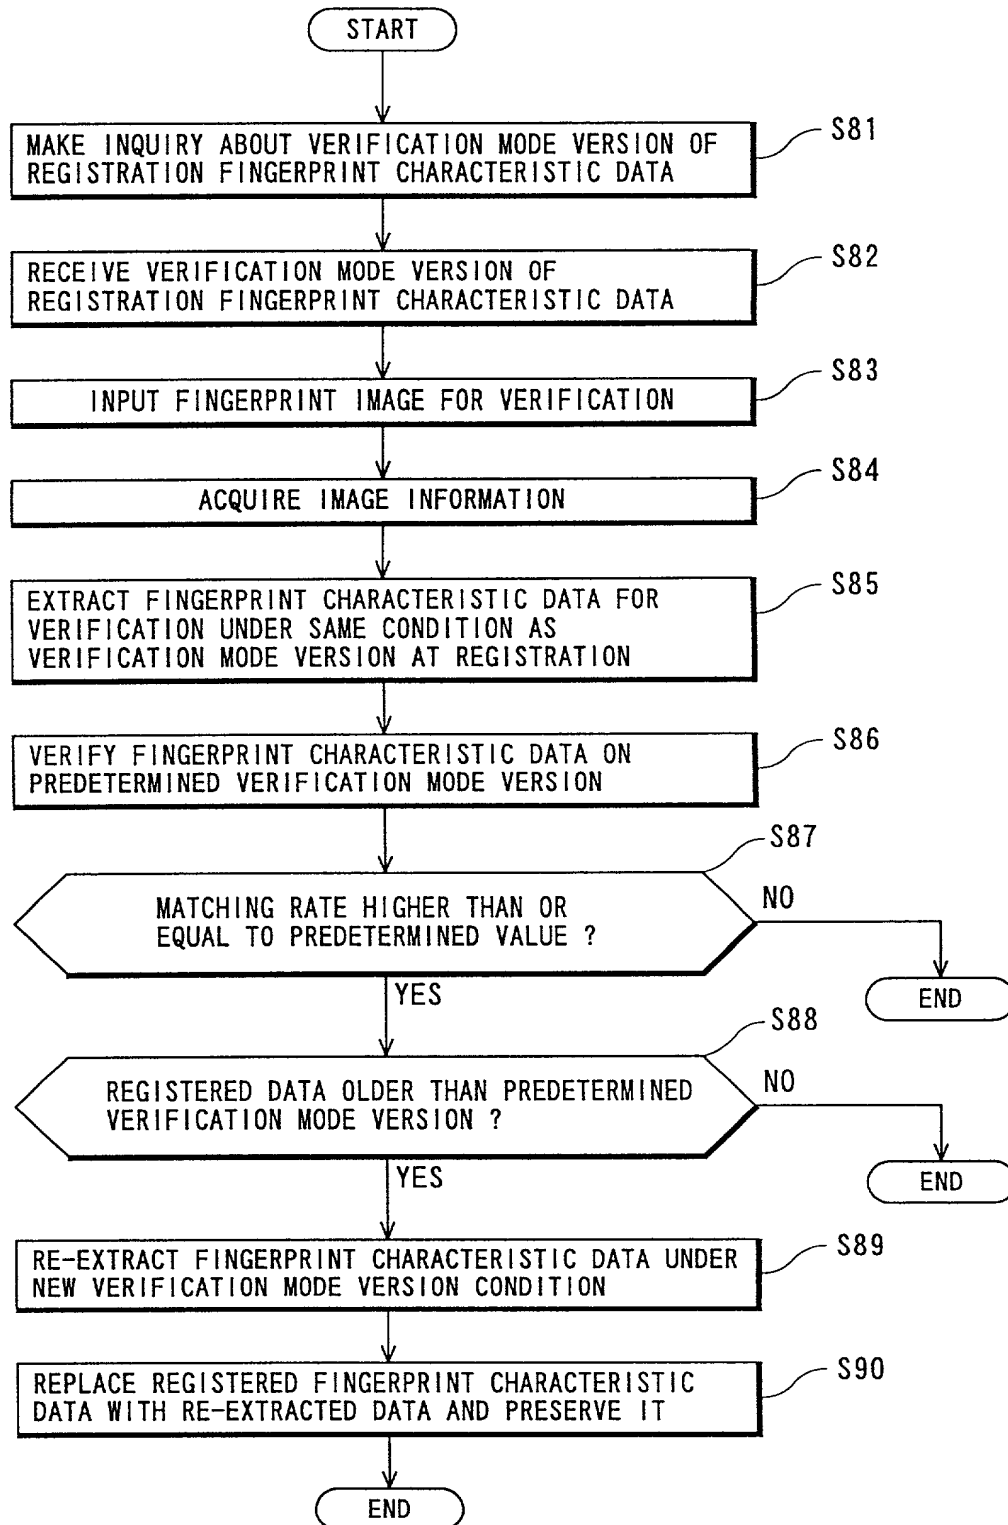 START
S81
MAKE INQUIRY ABOUT VERIFICATION MODE VERSION OF
REGISTRATION FINGERPRINT CHARACTERISTIC DATA
S82
RECEIVE VERIFICATION MODE VERSION OF
REGISTRATION FINGERPRINT CHARACTERISTIC DATA
S83
INPUT FINGERPRINT IMAGE FOR VERIFICATION
S84
ACQUIRE IMAGE INFORMATION
S85
EXTRACT FINGERPRINT CHARACTERISTIC DATA FOR
VERIFICATION UNDER SAME CONDITION AS
VERIFICATION MODE VERSION AT REGISTRATION
S86
VERIFY FINGERPRINT CHARACTERISTIC DATA ON
PREDETERMINED VERIFICATION MODE VERSION
S87
MATCHING RATE HIGHER THAN OR
EQUAL TO PREDETERMINED VALUE ?
NO
END
YES
S88
REGISTERED DATA OLDER THAN PREDETERMINED
VERIFICATION MODE VERSION ?
NO
END
YES
S89
RE-EXTRACT FINGERPRINT CHARACTERISTIC DATA UNDER
NEW VERIFICATION MODE VERSION CONDITION
S90
REPLACE REGISTERED FINGERPRINT CHARACTERISTIC
DATA WITH RE-EXTRACTED DATA AND PRESERVE IT
END